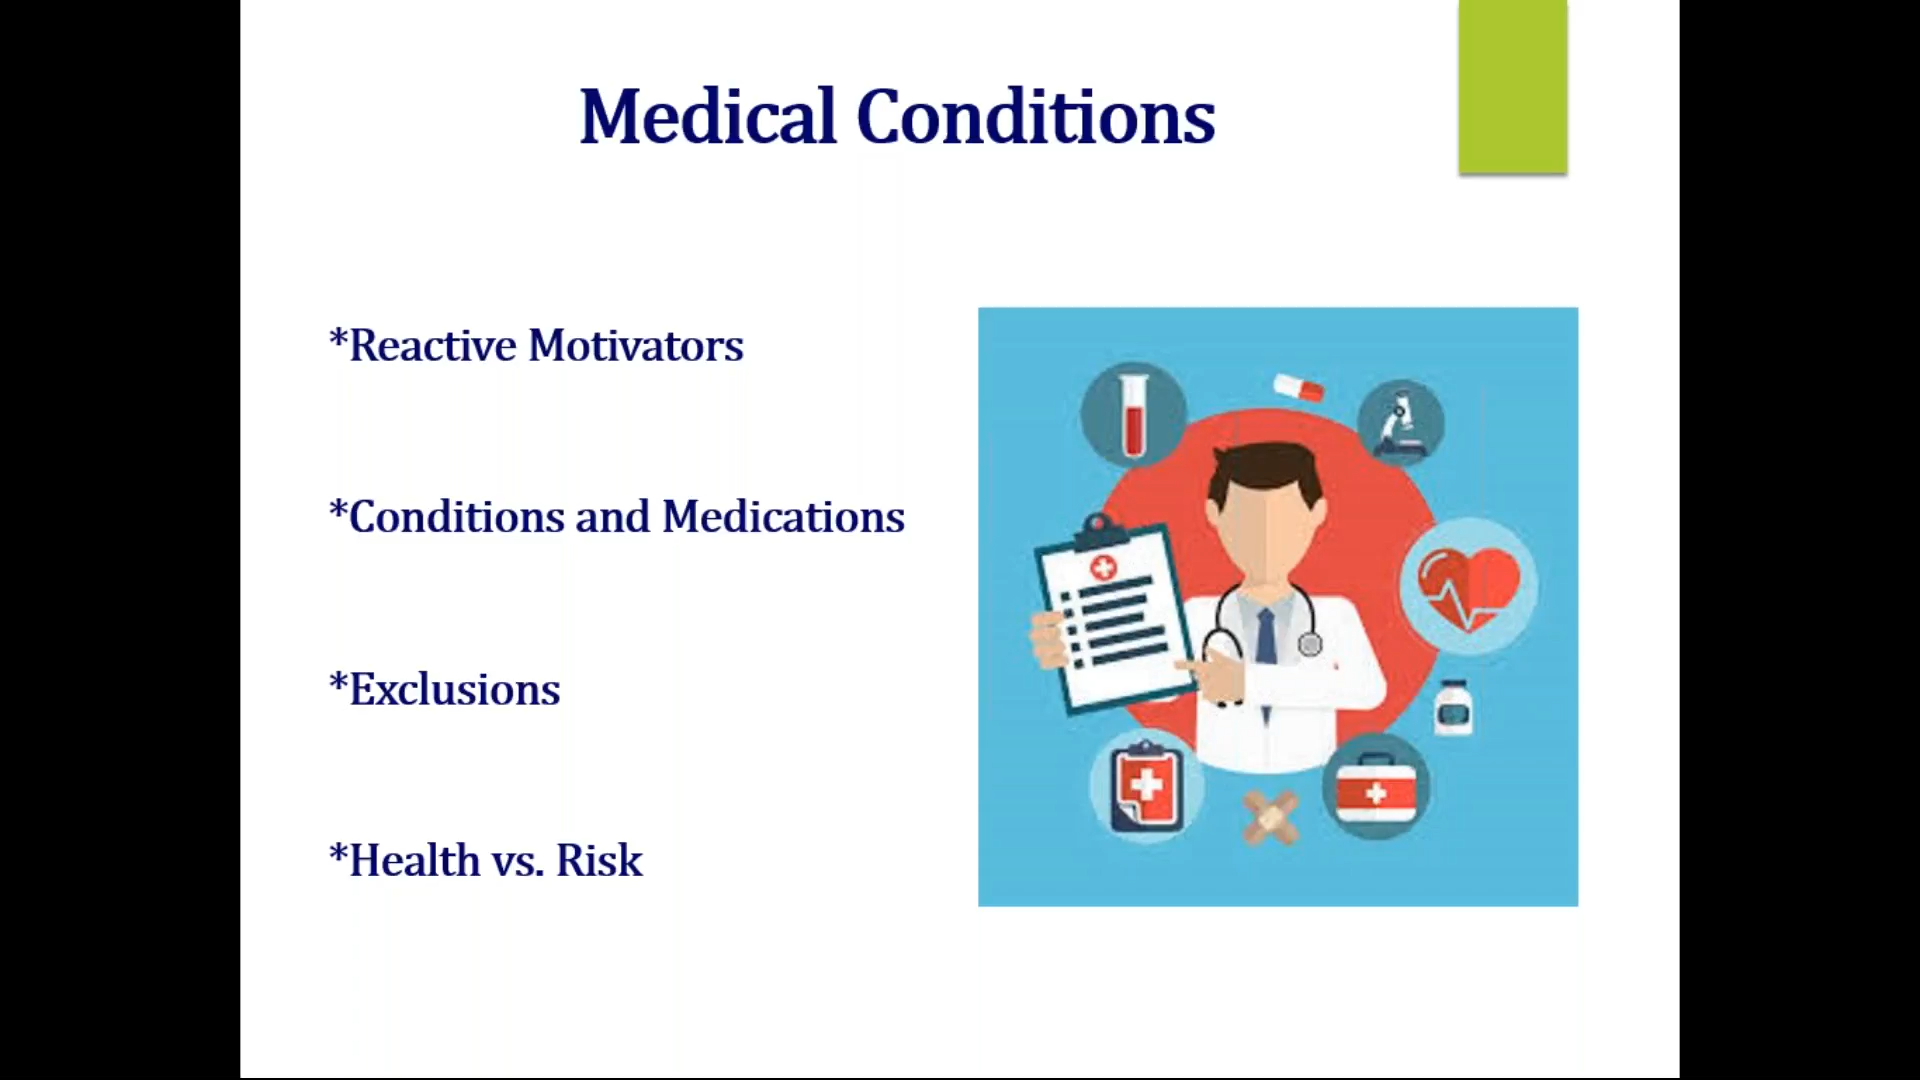 Medical Conditions
*Reactive Motivators
*Conditions and Medications
*Exclusions
*Health vs. Risk